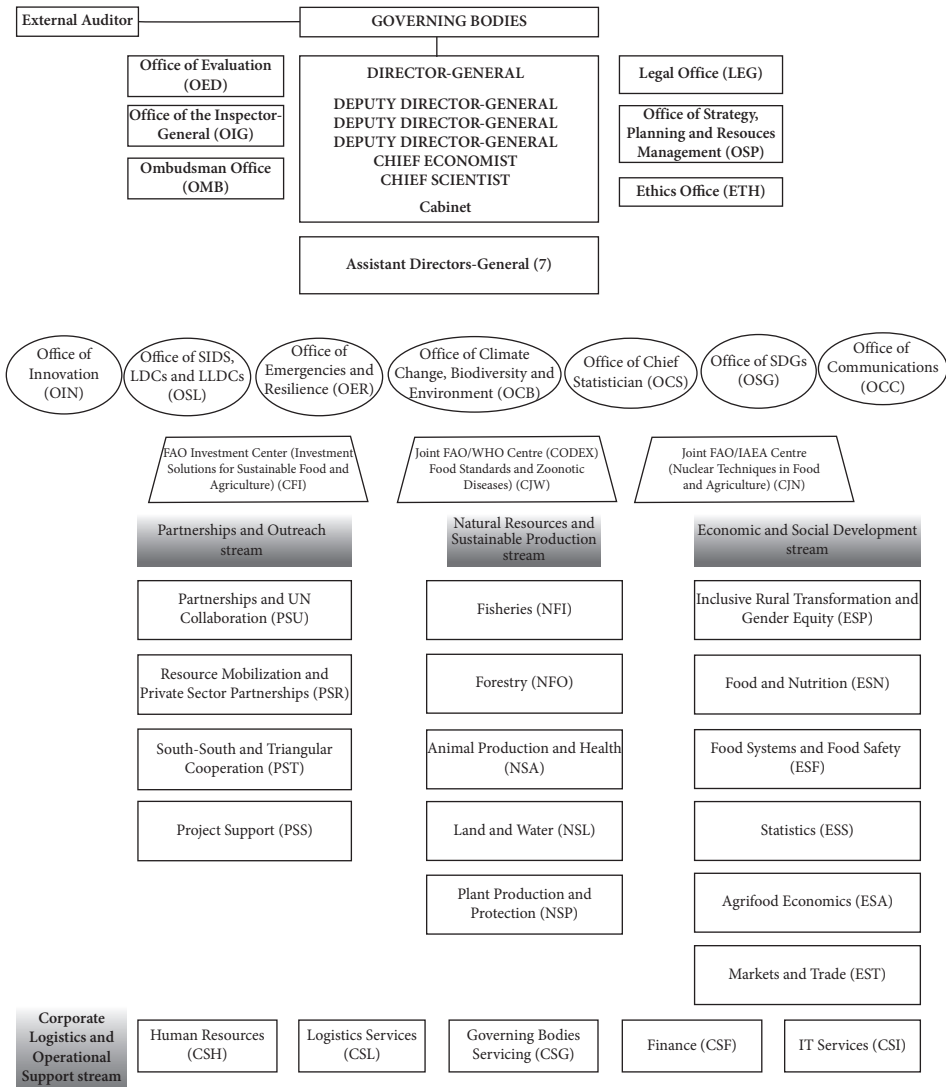 External Auditor
GOVERNING BODIES
Office of Evaluation
(OED)
Office of the Inspector-
General (OIG)
Ombudsman Office
(OMB)
DIRECTOR-GENERAL
DEPUTY DIRECTOR-GENERAL
DEPUTY DIRECTOR-GENERAL
DEPUTY DIRECTOR-GENERAL
CHIEF ECONOMIST
CHIEF SCIENTIST
Cabinet
Legal Office (LEG)
Office of Strategy,
Planning and Resouces
Management (OSP)
Ethics Office (ETH)
Assistant Directors-General (7)
Office of
Innovation
(OIN)
Office of SIDS,
LDCs and LLDCs
(OSL)
Office of
Emergencies and
Resilience (OER)
Office of Climate
Change, Biodiversity and
Environment (OCB)
Office of Chief
Statistician (OCS)
Office of SDGs
(OSG)
Office of
Communications
(OCC)
FAO Investment Center (Investment
Solutions for Sustainable Food and
Agriculture) (CFI)
Joint FAO/WHO Centre (CODEX)
Food Standards and Zoonotic
Diseases) (CJW)
Joint FAO/IAEA Centre
(Nuclear Techniques in Food
and Agriculture) (CJN)
Partnerships and Outreach
stream
Partnerships and UN
Collaboration (PSU)
Resource Mobilization and
Private Sector Partnerships (PSR)
South-South and Triangular
Cooperation (PST)
Project Support (PSS)
Natural Resources and
Sustainable Production
stream
Fisheries (NFI)
Forestry (NFO)
Animal Production and Health
(NSA)
Land and Water (NSL)
Plant Production and
Protection (NSP)
Economic and Social Development
stream
Inclusive Rural Transformation and
Gender Equity (ESP)
Food and Nutrition (ESN)
Food Systems and Food Safety
(ESF)
Statistics (ESS)
Agrifood Economics (ESA)
Markets and Trade (EST)
Corporate
Logistics and
Operational
Support stream
Human Resources
(CSH)
Logistics Services
(CSL)
Governing Bodies
Servicing (CSG)
Finance (CSF)
IT Services (CSI)